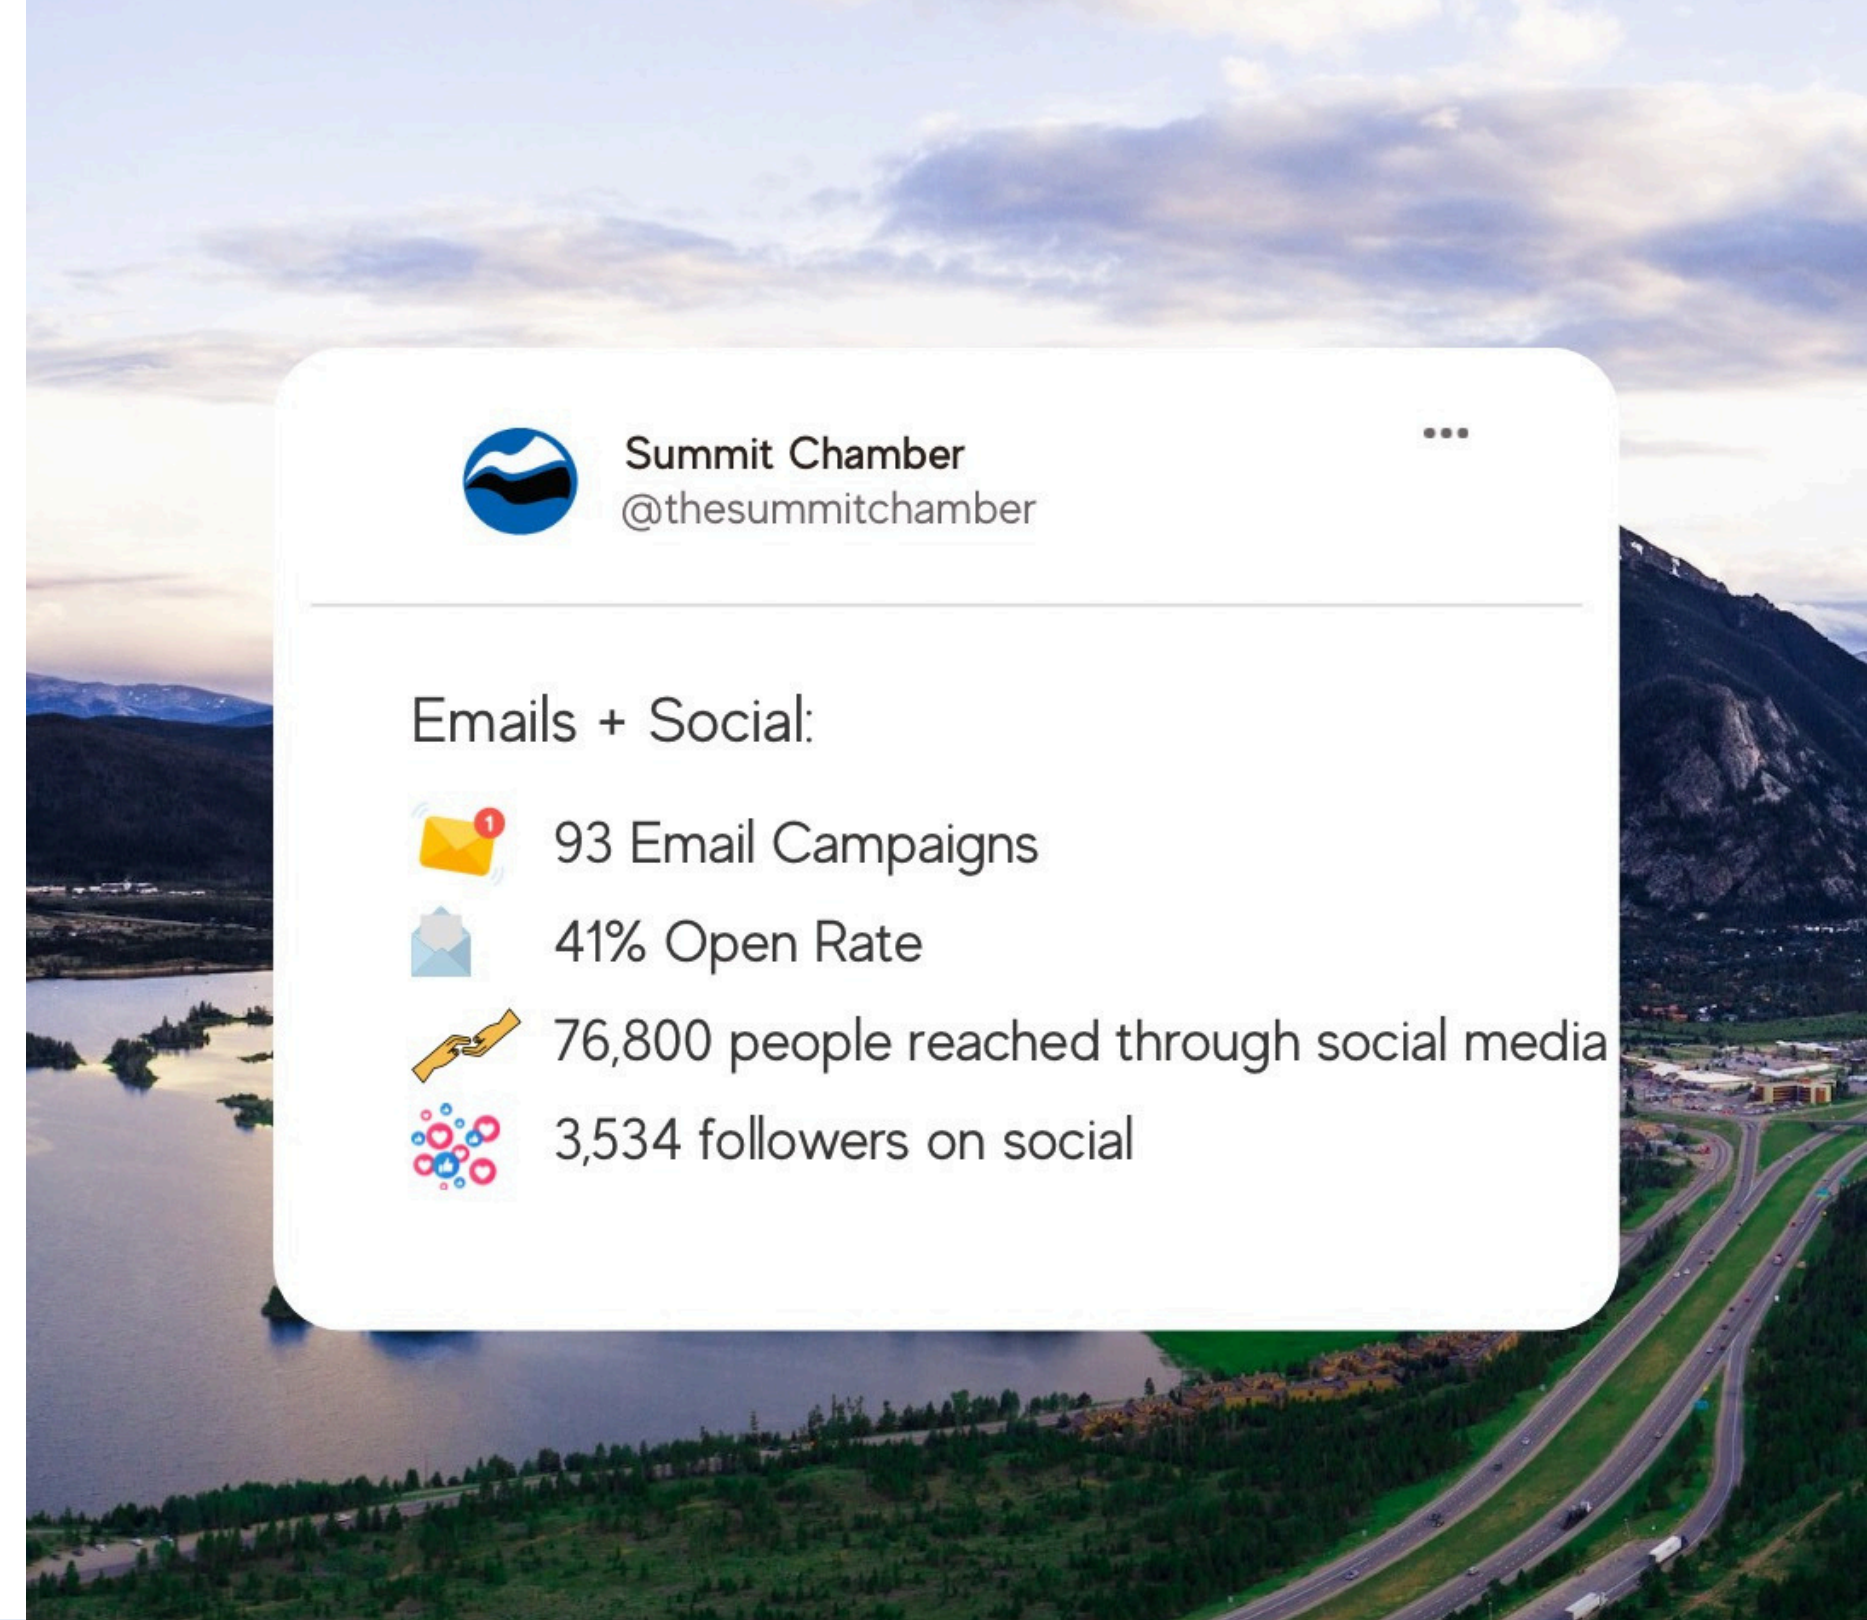 Summit Chamber
@thesummitchamber
Emails + Social:
1
93 Email Campaigns
41% Open Rate
76,800 people reached through social media
3,534 followers on social